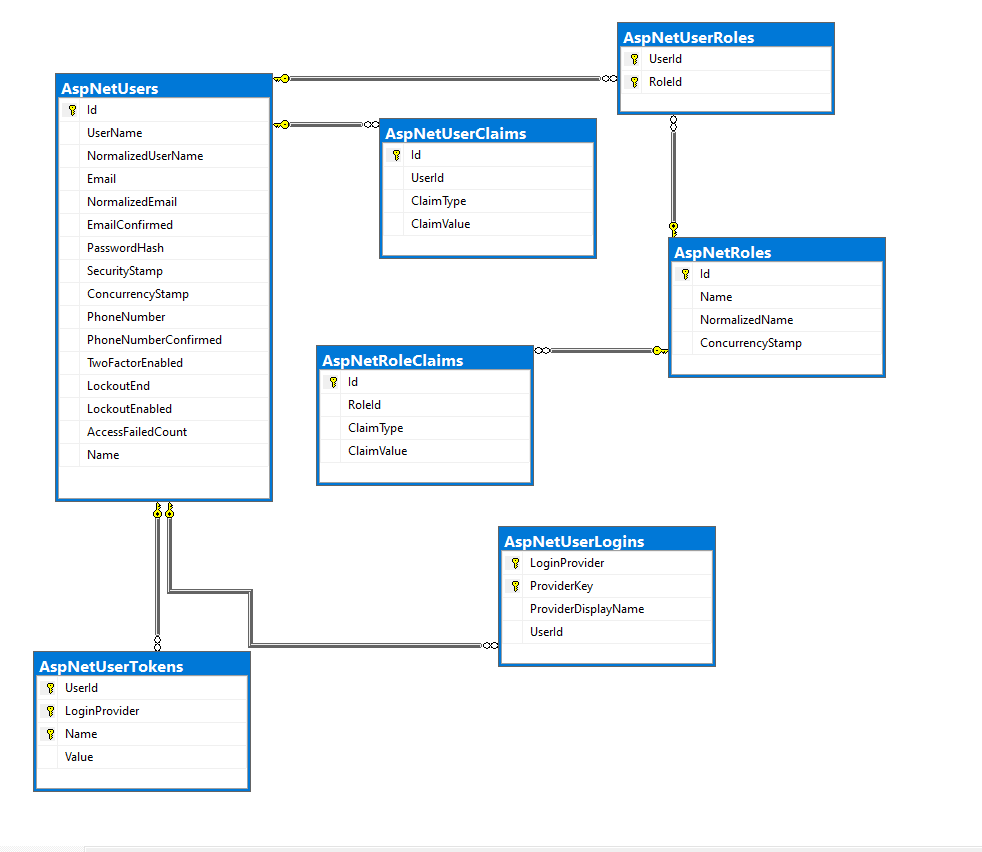 AspNetUsers
Id
UserName
NormalizedUserName
Email
NormalizedEmail
EmailConfirmed
PasswordHash
SecurityStamp
ConcurrencyStamp
PhoneNumber
PhoneNumberConfirmed
TwoFactorEnabled
LockoutEnd
LockoutEnabled
AccessFailedCount
Name
AspNetUserRoles
UserId
RoleId
AspNetUserClaims
Id
UserId
ClaimType
ClaimValue
AspNetRoles
Id
Name
NormalizedName
ConcurrencyStamp
AspNetRoleClaims
Id
RoleId
ClaimType
ClaimValue
AspNetUserLogins
LoginProvider
ProviderKey
ProviderDisplayName
UserId
AspNetUserTokens
UserId
LoginProvider
Name
Value